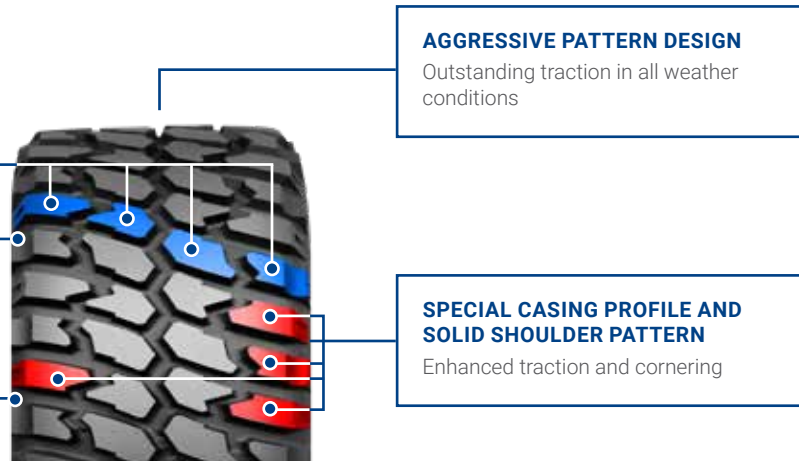 AGGRESSIVE PATTERN DESIGN
Outstanding traction in all weather
conditions
SPECIAL CASING PROFILE AND
SOLID SHOULDER PATTERN
Enhanced traction and cornering